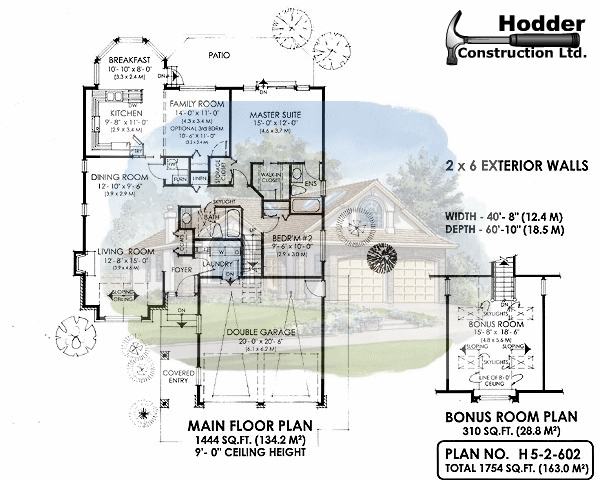 Hodder
Construction Ltd.
BREAKFAST
10'- 10" x 8'- 0"
(3.3 x 2.4 M)
PATIO
DN
DW
KITCHEN
9'- 8" x 11'- 0"
(2.9 x 3.4 M)
FAMILY ROOM
14'- 0" x 11'- 0"
(4.3 x 3.4 M)
OPTIONAL 3rd BDRM.
10'- 6" x 11'- 0"
(3.2 x 3.4 M)
MASTER SUITE
15'- 0" x 12'- 0"
(4.6 x 3.7 M)
2 x 6 EXTERIOR WALLS
DINING ROOM
12'- 10" x 9'- 6"
(3.9 x 2.9 M)
FURN
LINEN
WALK-IN
CLOSET
ENS
SKYLIGHT
BATH
WIDTH - 40'- 8" (12.4 M)
DEPTH - 60'-10" (18.5 M)
BEDR'M #2
9'- 6" x 10'- 0"
(2.9 x 3.0 M)
LIVING ROOM
12'- 8" x 15'- 0"
(3.9 x 4.6 M)
FOYER
LAUNDRY
DN
SLOPING
CEILING
DN
DOUBLE GARAGE
20'- 0" x 20'- 6"
(6.1 x 6.2 M)
COVERED
ENTRY
DN
SKYLIGHTS
BONUS ROOM
15'- 8" x 18'- 6"
(4.8 x 5.6 M)
SLOPING
SLOPING
SKYLIGHTS
LINE OF 8'- 0"
CEILING
MAIN FLOOR PLAN
1444 SQ.FT. (134.2 M²)
9'- 0" CEILING HEIGHT
BONUS ROOM PLAN
310 SQ.FT. (28.8 M²)
PLAN NO. H 5-2-602
TOTAL 1754 SQ.FT. (163.0 M²)